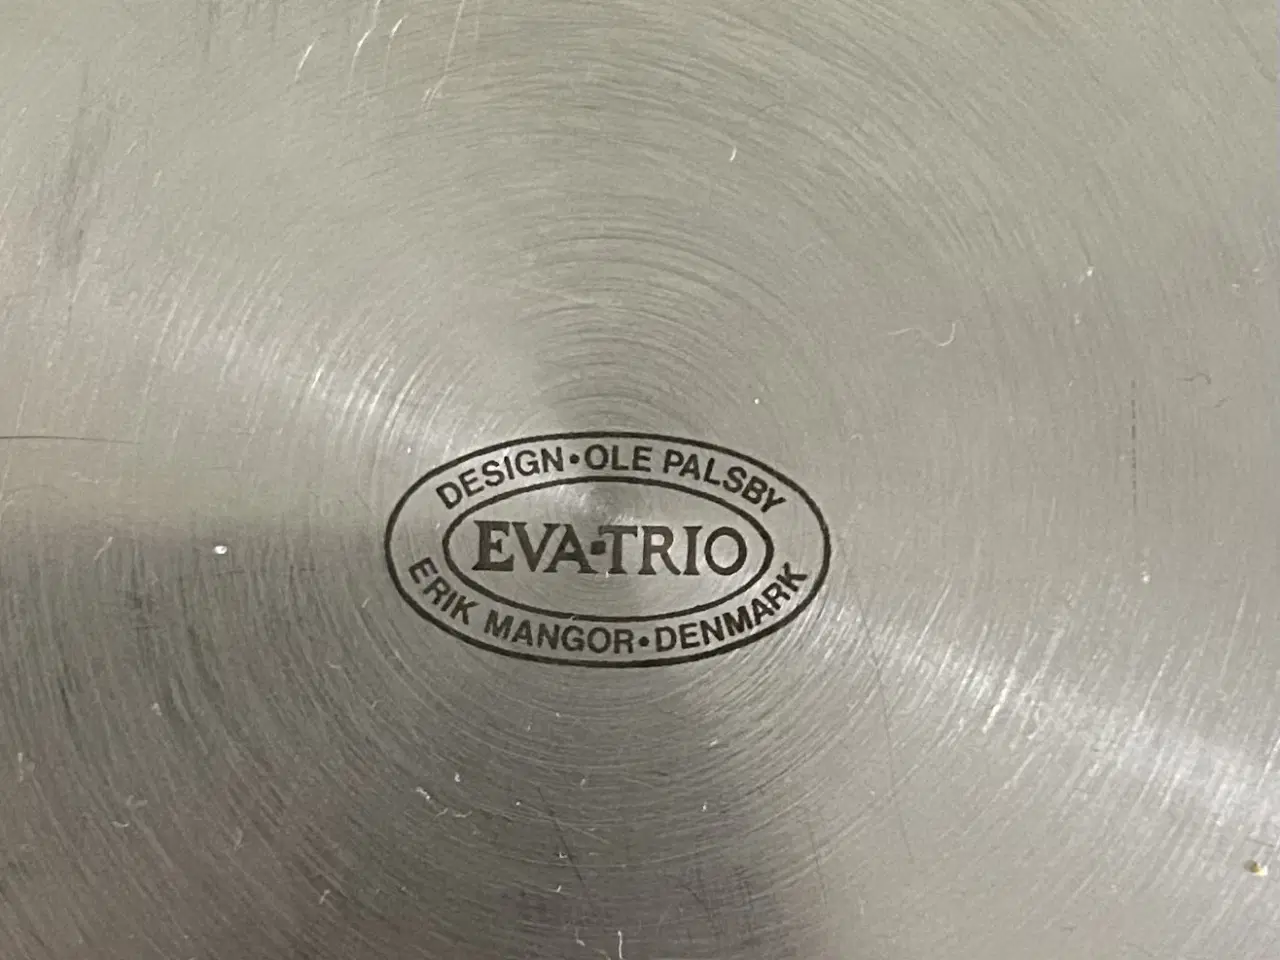 DESIGN•OLE PALSBY
EVA•TRIO
ERIK MANGOR•DENMARK